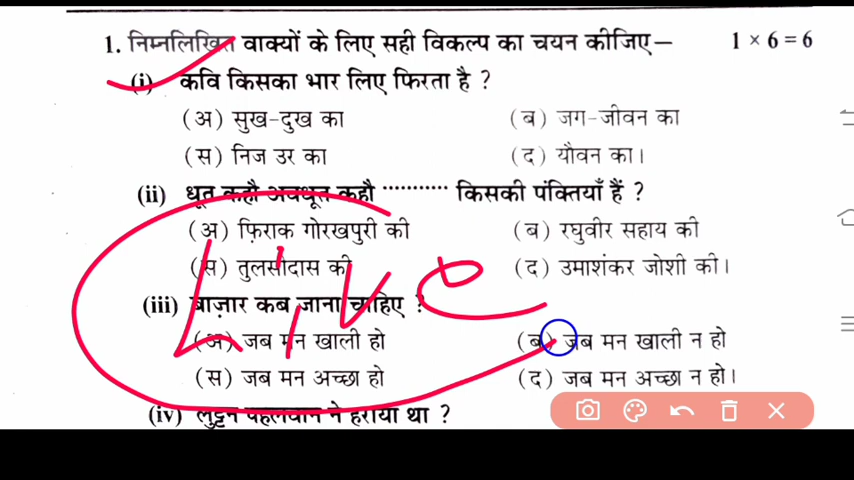 1. निम्नलिखित वाक्यों के लिए सही विकल्प का चयन कीजिए– 1 × 6 = 6
(i) कवि किसका भार लिए फिरता है ?
(अ) सुख-दुख का (ब) जग-जीवन का
(स) निज उर का (द) यौवन का।
(ii) धूत कहौ अवधूत कहौ ........... किसकी पंक्तियाँ हैं ?
(अ) फ़िराक गोरखपुरी की (ब) रघुवीर सहाय की
(स) तुलसीदास की (द) उमाशंकर जोशी की।
(iii) बाज़ार कब जाना चाहिए ?
(अ) जब मन खाली हो (ब) जब मन खाली न हो
(स) जब मन अच्छा हो (द) जब मन अच्छा न हो।
(iv) लुट्टन पहलवान ने हराया था ?
Live